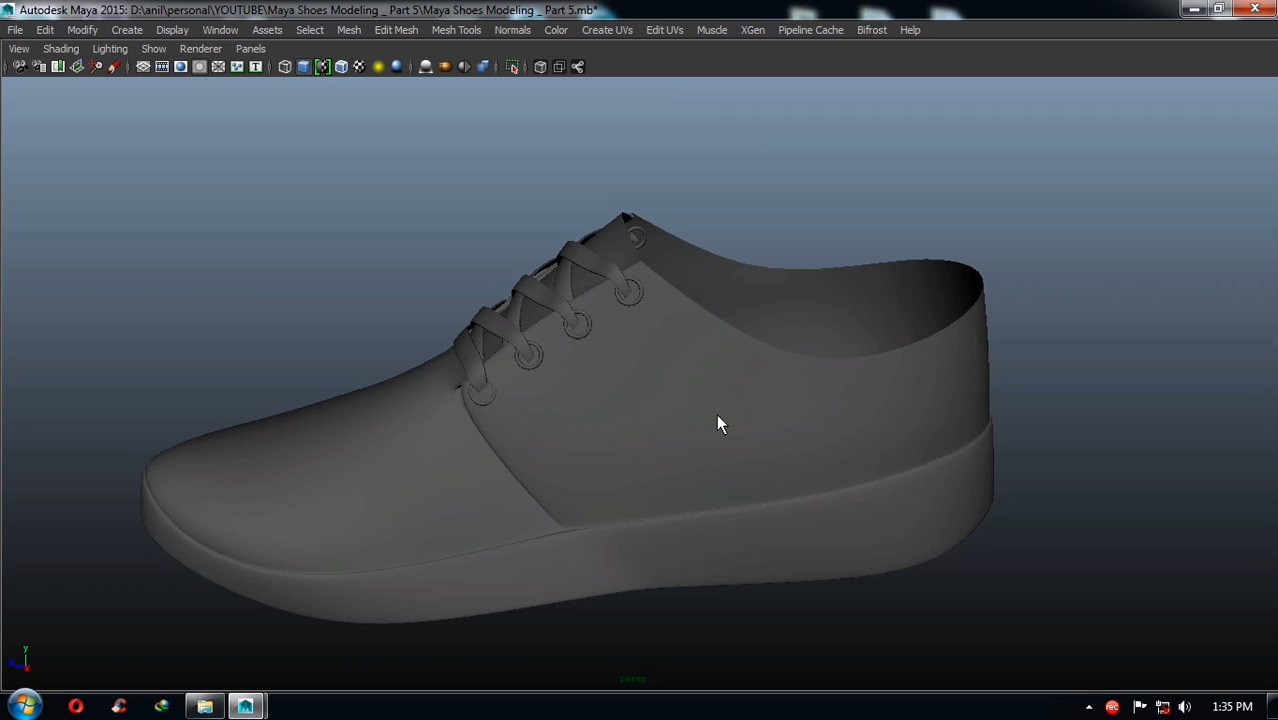 Autodesk Maya 2015: D:\anil\personal\YOUTUBE\Maya Shoes Modeling _ Part 5\Maya Shoes Modeling _ Part 5.mb*
File Edit Modify Create Display Window Assets Select Mesh Edit Mesh Mesh Tools Normals Color Create UVs Edit UVs Muscle XGen Pipeline Cache Bifrost Help
View Shading Lighting Show Renderer Panels
y
persp
rec
1:35 PM